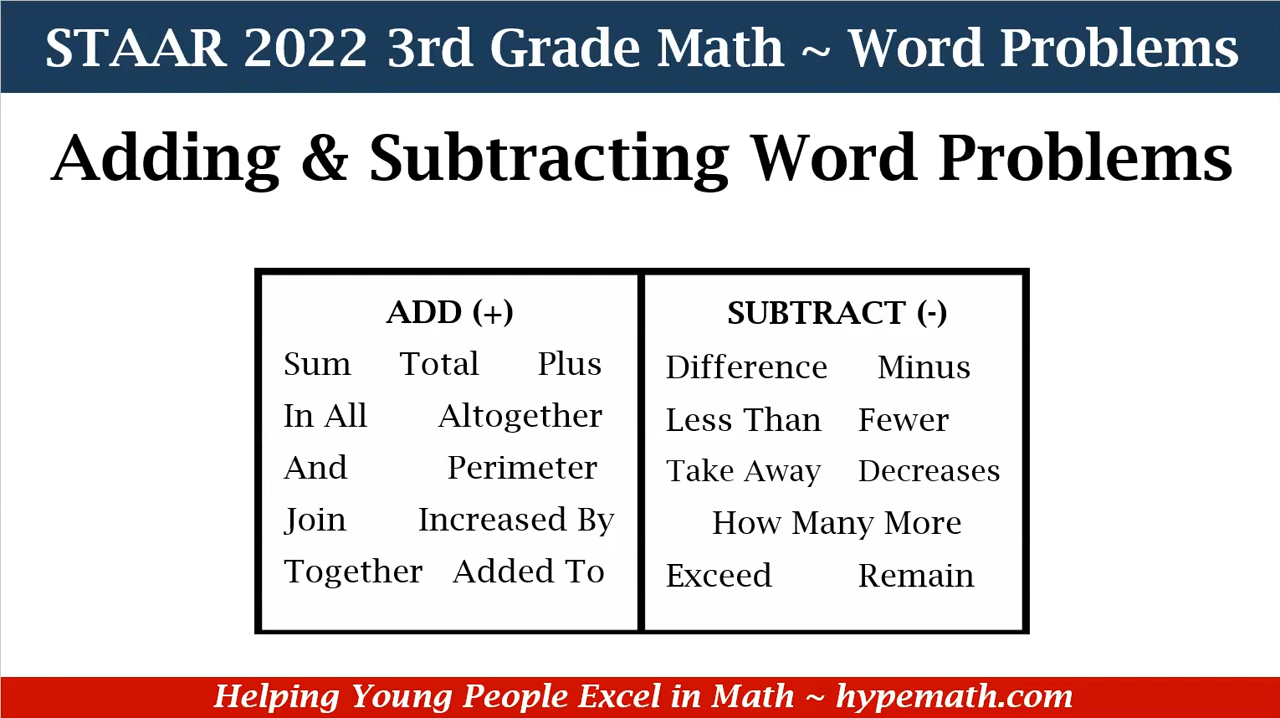 STAAR 2022 3rd Grade Math ~ Word Problems
Adding & Subtracting Word Problems
ADD (+)
Sum Total Plus
In All Altogether
And Perimeter
Join Increased By
Together Added To
SUBTRACT (-)
Difference Minus
Less Than Fewer
Take Away Decreases
How Many More
Exceed Remain
Helping Young People Excel in Math ~ hypemath.com